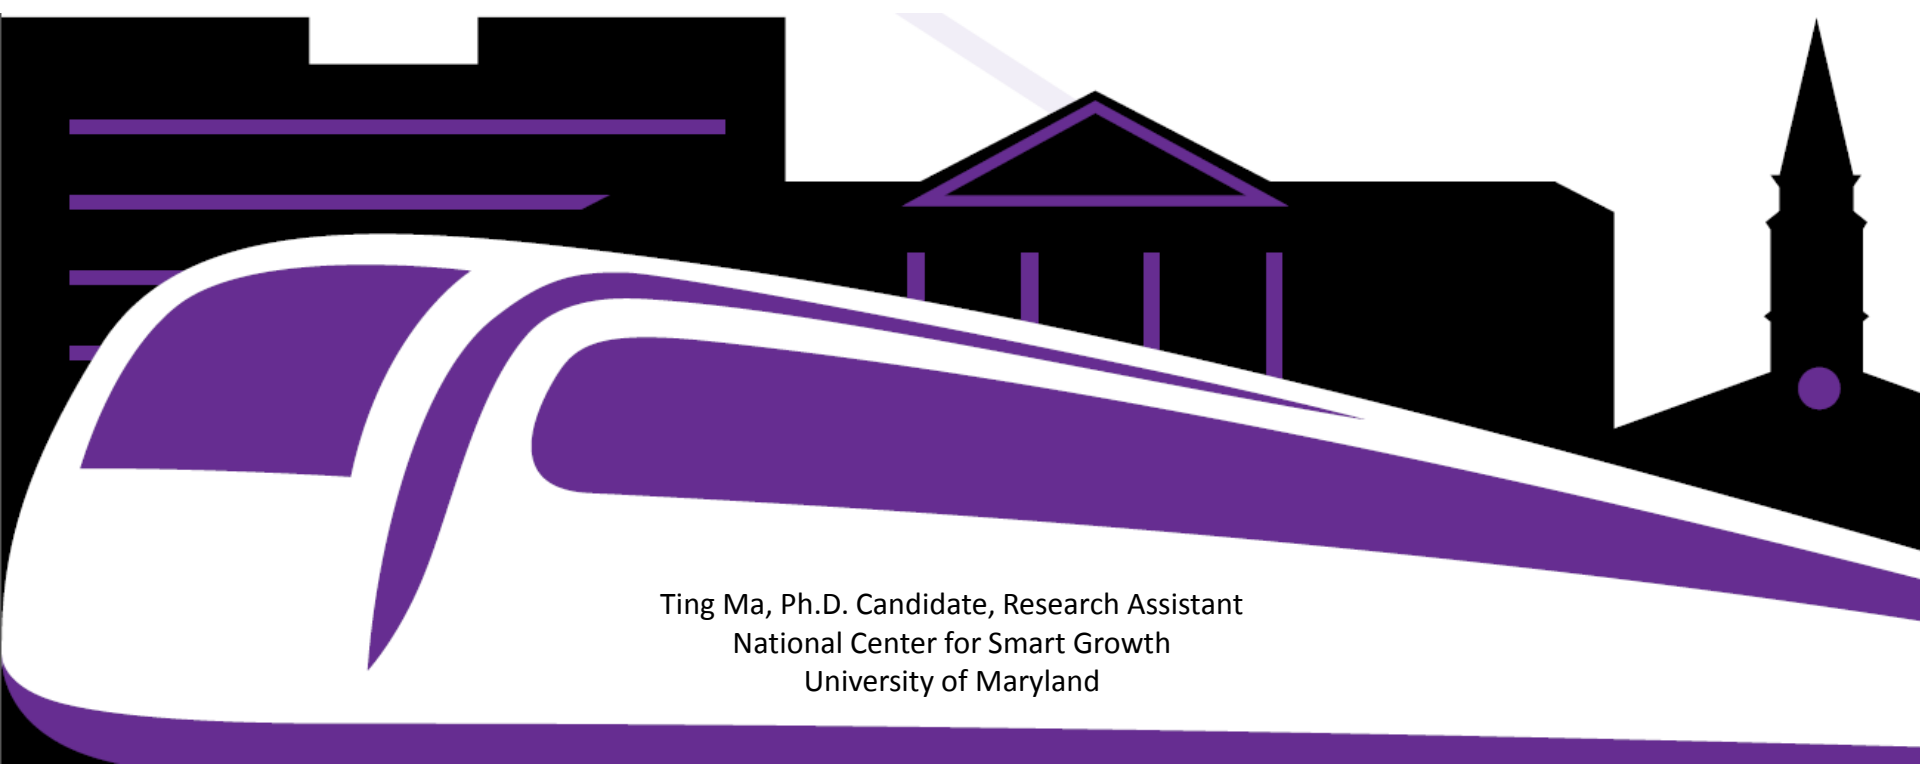 Ting Ma, Ph.D. Candidate, Research Assistant
National Center for Smart Growth
University of Maryland